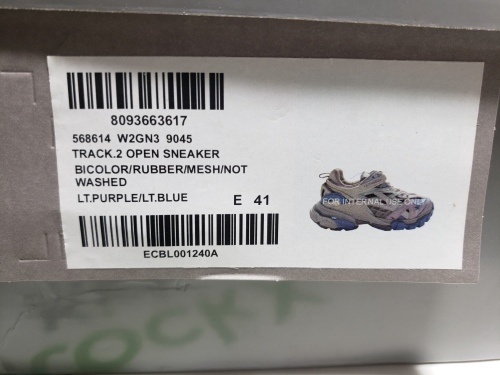 8093663617
568614 W2GN3 9045
TRACK.2 OPEN SNEAKER
BICOLOR/RUBBER/MESH/NOT
WASHED
LT.PURPLE/LT.BLUE E 41
ECBL001240A
FOR INTERNAL USE ONLY